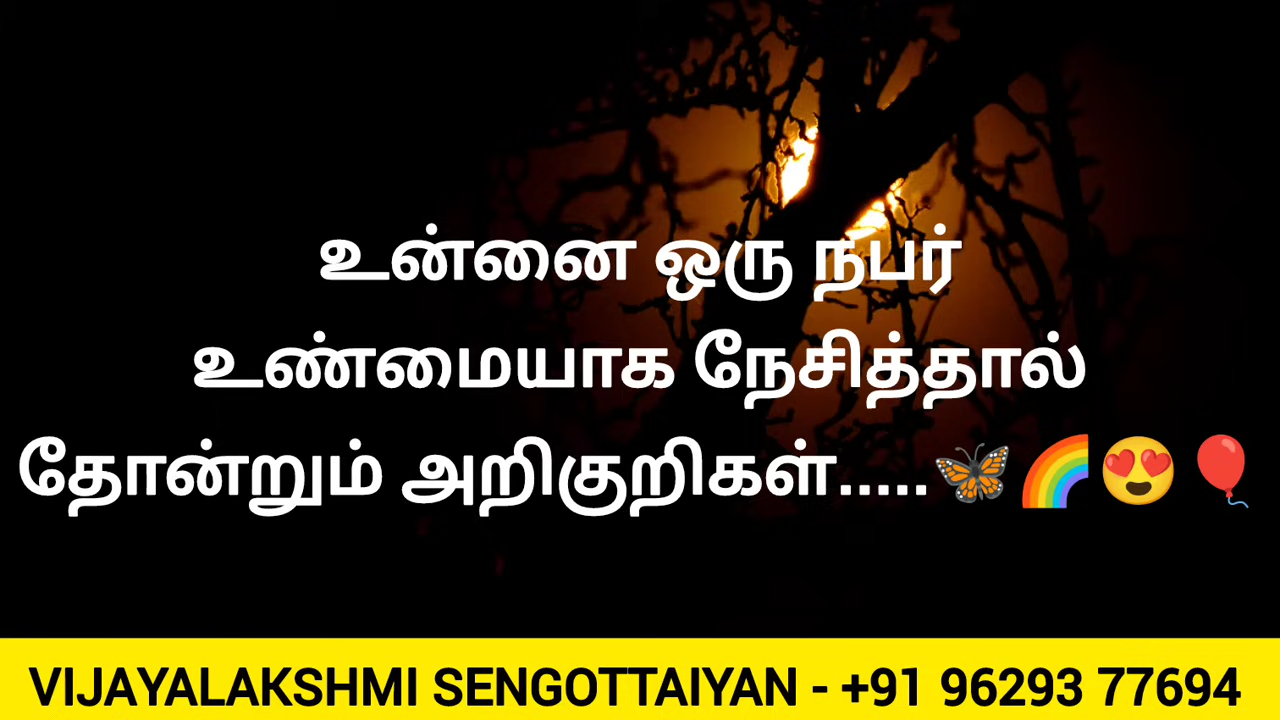 உன்னை ஒரு நபர்
உண்மையாக நேசித்தால்
தோன்றும் அறிகுறிகள்.....🦋🌈😍🎈
VIJAYALAKSHMI SENGOTTAIYAN - +91 96293 77694